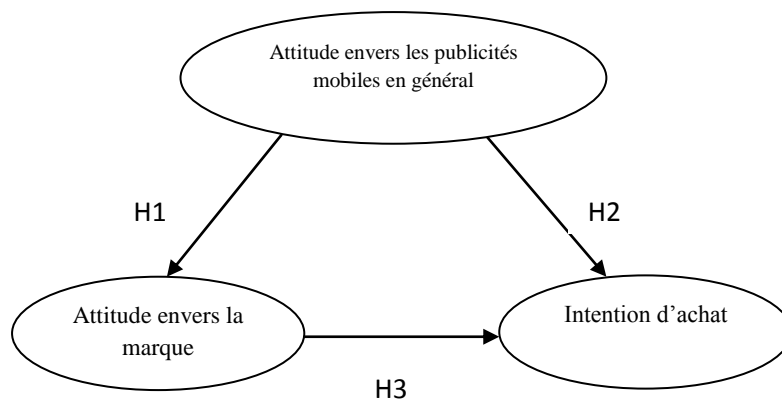 Attitude envers les publicités
mobiles en général
H1
H2
Attitude envers la
marque
Intention d’achat
H3